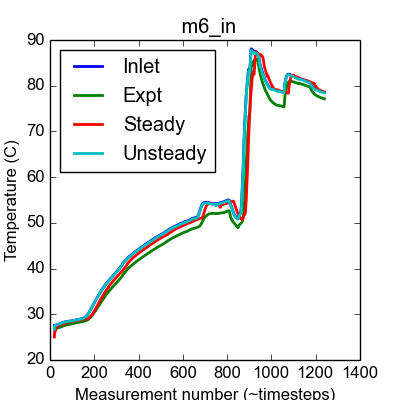 m6_in
90
80
70
60
50
40
30
20
Temperature (C)
Inlet
Expt
Steady
Unsteady
0 200 400 600 800 1000 1200 1400
Measurement number (~timesteps)